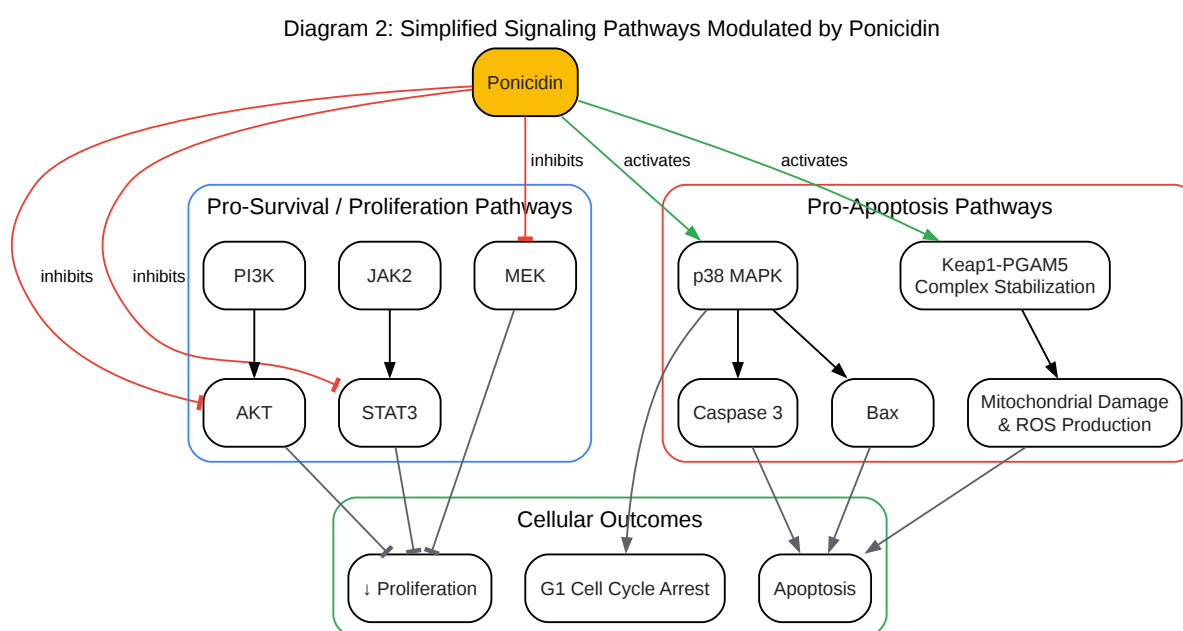 Diagram 2: Simplified Signaling Pathways Modulated by Ponicidin
Ponicidin
inhibits
activates
activates
Pro-Survival / Proliferation Pathways
Pro-Apoptosis Pathways
inhibits
inhibits
PI3K
JAK2
MEK
p38 MAPK
Keap1-PGAM5
Complex Stabilization
AKT
STAT3
Caspase 3
Bax
Mitochondrial Damage
& ROS Production
Cellular Outcomes
↓ Proliferation
G1 Cell Cycle Arrest
Apoptosis